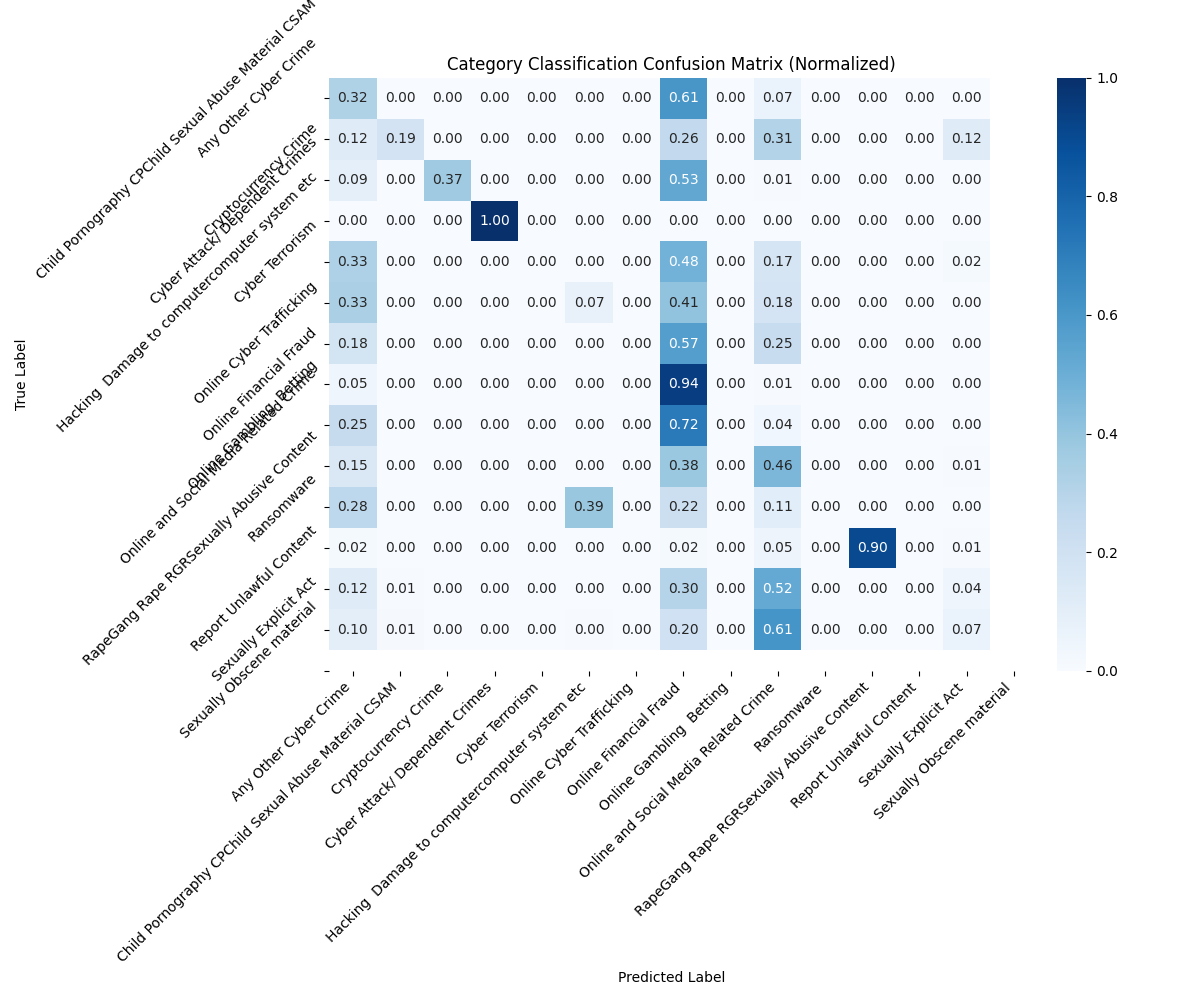 Category Classification Confusion Matrix (Normalized)
True Label
Any Other Cyber Crime
Child Pornography CPChild Sexual Abuse Material CSAM
Cryptocurrency Crime
Cyber Attack/ Dependent Crimes
Cyber Terrorism
Hacking  Damage to computercomputer system etc
Online Cyber Trafficking
Online Financial Fraud
Online Gambling  Betting
Online and Social Media Related Crime
Ransomware
RapeGang Rape RGRSexually Abusive Content
Report Unlawful Content
Sexually Explicit Act
Sexually Obscene material
0.32 0.00 0.00 0.00 0.00 0.00 0.00 0.61 0.00 0.07 0.00 0.00 0.00 0.00
0.12 0.19 0.00 0.00 0.00 0.00 0.00 0.26 0.00 0.31 0.00 0.00 0.00 0.12
0.09 0.00 0.37 0.00 0.00 0.00 0.00 0.53 0.00 0.01 0.00 0.00 0.00 0.00
0.00 0.00 0.00 1.00 0.00 0.00 0.00 0.00 0.00 0.00 0.00 0.00 0.00 0.00
0.33 0.00 0.00 0.00 0.00 0.00 0.00 0.48 0.00 0.17 0.00 0.00 0.00 0.02
0.33 0.00 0.00 0.00 0.00 0.07 0.00 0.41 0.00 0.18 0.00 0.00 0.00 0.00
0.18 0.00 0.00 0.00 0.00 0.00 0.00 0.57 0.00 0.25 0.00 0.00 0.00 0.00
0.05 0.00 0.00 0.00 0.00 0.00 0.00 0.94 0.00 0.01 0.00 0.00 0.00 0.00
0.25 0.00 0.00 0.00 0.00 0.00 0.00 0.72 0.00 0.04 0.00 0.00 0.00 0.00
0.15 0.00 0.00 0.00 0.00 0.00 0.00 0.38 0.00 0.46 0.00 0.00 0.00 0.01
0.28 0.00 0.00 0.00 0.00 0.39 0.00 0.22 0.00 0.11 0.00 0.00 0.00 0.00
0.02 0.00 0.00 0.00 0.00 0.00 0.00 0.02 0.00 0.05 0.00 0.90 0.00 0.01
0.12 0.01 0.00 0.00 0.00 0.00 0.00 0.30 0.00 0.52 0.00 0.00 0.00 0.04
0.10 0.01 0.00 0.00 0.00 0.00 0.00 0.20 0.00 0.61 0.00 0.00 0.00 0.07
Any Other Cyber Crime
Child Pornography CPChild Sexual Abuse Material CSAM
Cryptocurrency Crime
Cyber Attack/ Dependent Crimes
Cyber Terrorism
Hacking  Damage to computercomputer system etc
Online Cyber Trafficking
Online Financial Fraud
Online Gambling  Betting
Online and Social Media Related Crime
Ransomware
RapeGang Rape RGRSexually Abusive Content
Report Unlawful Content
Sexually Explicit Act
Sexually Obscene material
Predicted Label
1.0
0.8
0.6
0.4
0.2
0.0